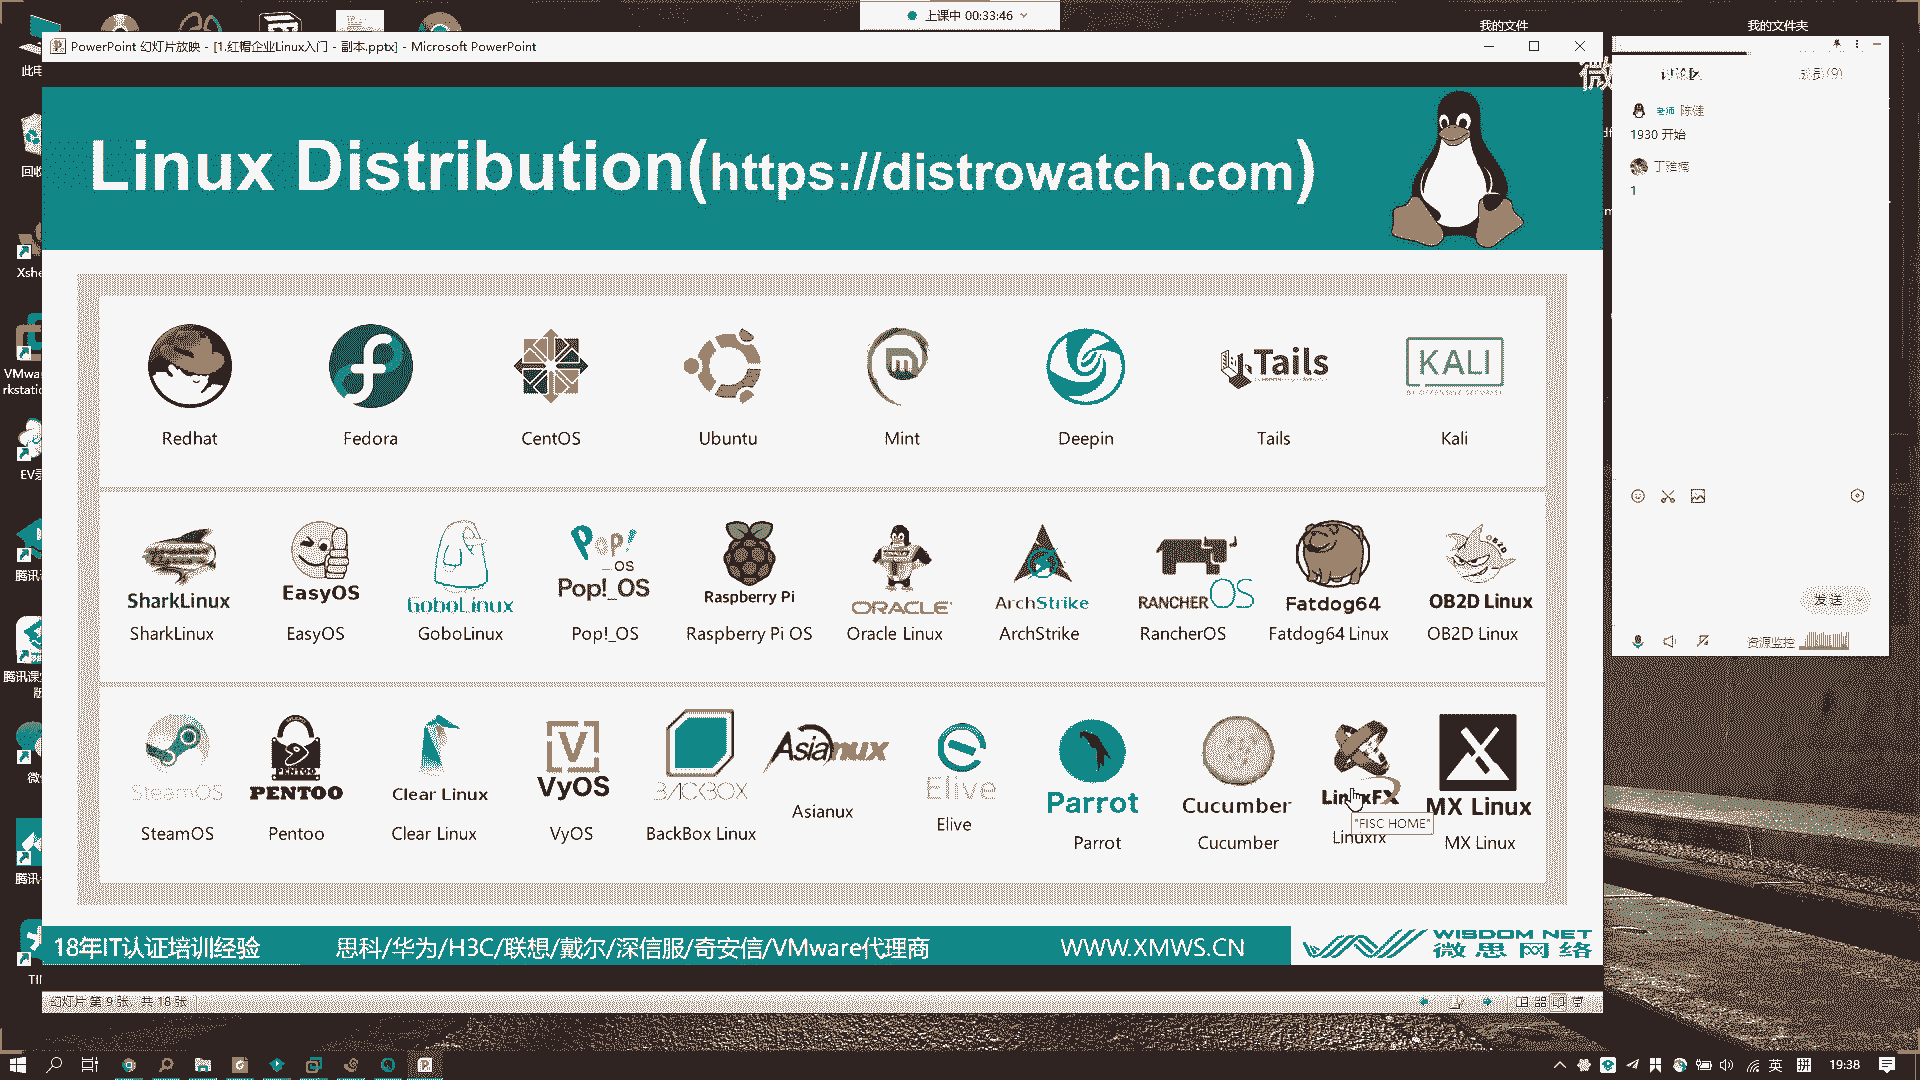 上课中 00:33:46
我的文件
我的文件夹
PowerPoint 幻灯片放映 - [1.红帽企业Linux入门 - 副本.pptx] - Microsoft PowerPoint
Linux Distribution(https://distrowatch.com)
老师 陈健
1930 开始
1
Redhat
Fedora
CentOS
Ubuntu
Mint
Deepin
Tails
Tails
KALI
Kali
SharkLinux
SharkLinux
EasyOS
EasyOS
GoboLinux
GoboLinux
Pop!_OS
Pop!_OS
Pop!_OS
Raspberry Pi
Raspberry Pi OS
ORACLE
Oracle Linux
ArchStrike
ArchStrike
RANCHER OS
RancherOS
Fatdog64
Fatdog64 Linux
OB2D
OB2D Linux
OB2D Linux
SteamOS
SteamOS
PENTOO
PENTOO
Pentoo
Clear Linux
Clear Linux
VyOS
VyOS
BACKBOX
BackBox Linux
Asianux
Asianux
Elive
Elive
Parrot
Parrot
Cucumber
Cucumber
LinuxFX
"FISC HOME"
Linuxfx
MX Linux
MX Linux
发送
资源监控
18年IT认证培训经验
思科/华为/H3C/联想/戴尔/深信服/奇安信/VMware代理商
WWW.XMWS.CN
WISDOM NET
微思网络
幻灯片 第 9 张，共 18 张
英
拼
19:38